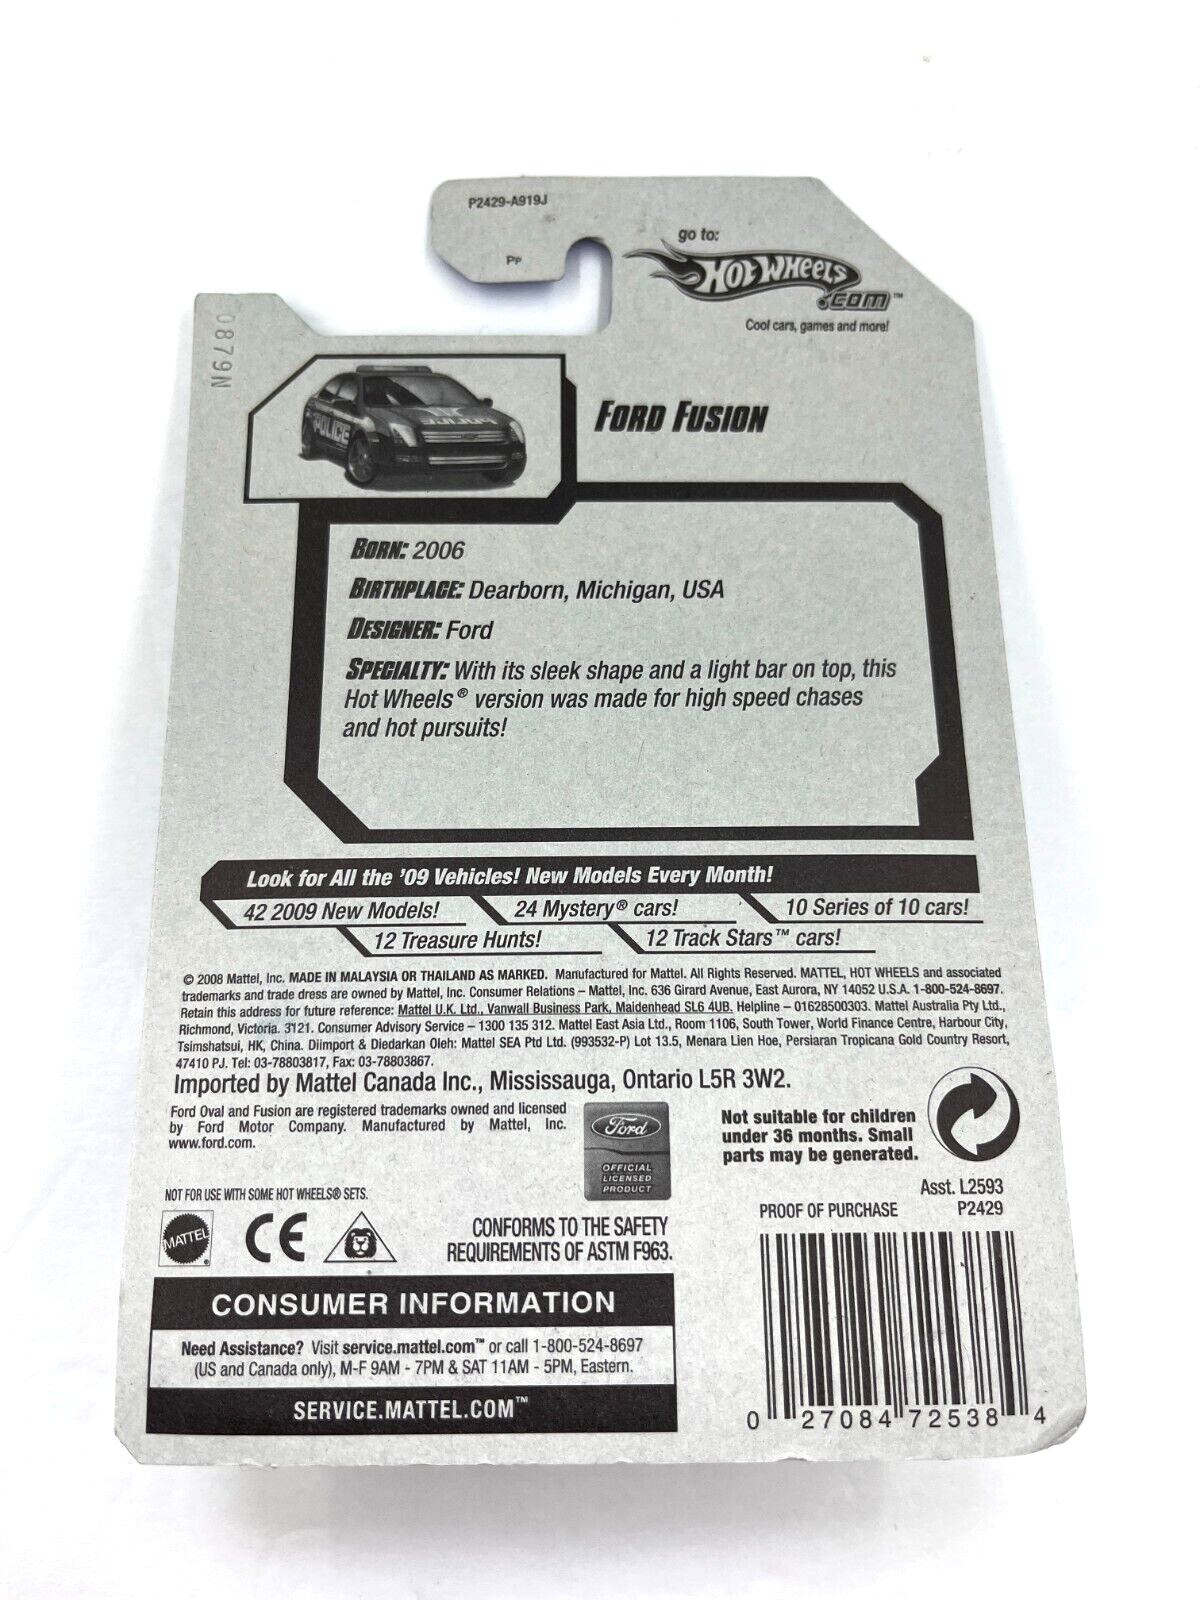 P2429-A919J
PP
go to:
HOT WHEELS
.COM™
Cool cars, games and more!
0879N
POLICE
FORD FUSION
BORN: 2006
BIRTHPLACE: Dearborn, Michigan, USA
DESIGNER: Ford
SPECIALTY: With its sleek shape and a light bar on top, this
Hot Wheels® version was made for high speed chases
and hot pursuits!
Look for All the '09 Vehicles! New Models Every Month!
42 2009 New Models! 24 Mystery® cars! 10 Series of 10 cars!
12 Treasure Hunts! 12 Track Stars™ cars!
© 2008 Mattel, Inc. MADE IN MALAYSIA OR THAILAND AS MARKED. Manufactured for Mattel. All Rights Reserved. MATTEL, HOT WHEELS and associated
trademarks and trade dress are owned by Mattel, Inc. Consumer Relations – Mattel, Inc. 636 Girard Avenue, East Aurora, NY 14052 U.S.A. 1-800-524-8697.
Retain this address for future reference: Mattel U.K. Ltd., Vanwall Business Park, Maidenhead SL6 4UB. Helpline – 01628500303. Mattel Australia Pty Ltd.,
Richmond, Victoria. 3121. Consumer Advisory Service – 1300 135 312. Mattel East Asia Ltd., Room 1106, South Tower, World Finance Centre, Harbour City,
Tsimshatsui, HK, China. Diimport & Diedarkan Oleh: Mattel SEA Ptd Ltd. (993532-P) Lot 13.5, Menara Lien Hoe, Persiaran Tropicana Gold Country Resort,
47410 PJ. Tel: 03-78803817, Fax: 03-78803867.
Imported by Mattel Canada Inc., Mississauga, Ontario L5R 3W2.
Ford Oval and Fusion are registered trademarks owned and licensed
by Ford Motor Company. Manufactured by Mattel, Inc.
www.ford.com.
Ford
OFFICIAL
LICENSED
PRODUCT
Not suitable for children
under 36 months. Small
parts may be generated.
NOT FOR USE WITH SOME HOT WHEELS® SETS.
MATTEL®
CE
CONFORMS TO THE SAFETY
REQUIREMENTS OF ASTM F963.
Asst. L2593
PROOF OF PURCHASE P2429
CONSUMER INFORMATION
Need Assistance? Visit service.mattel.com™ or call 1-800-524-8697
(US and Canada only), M-F 9AM - 7PM & SAT 11AM - 5PM, Eastern.
SERVICE.MATTEL.COM™
0 27084 72538 4